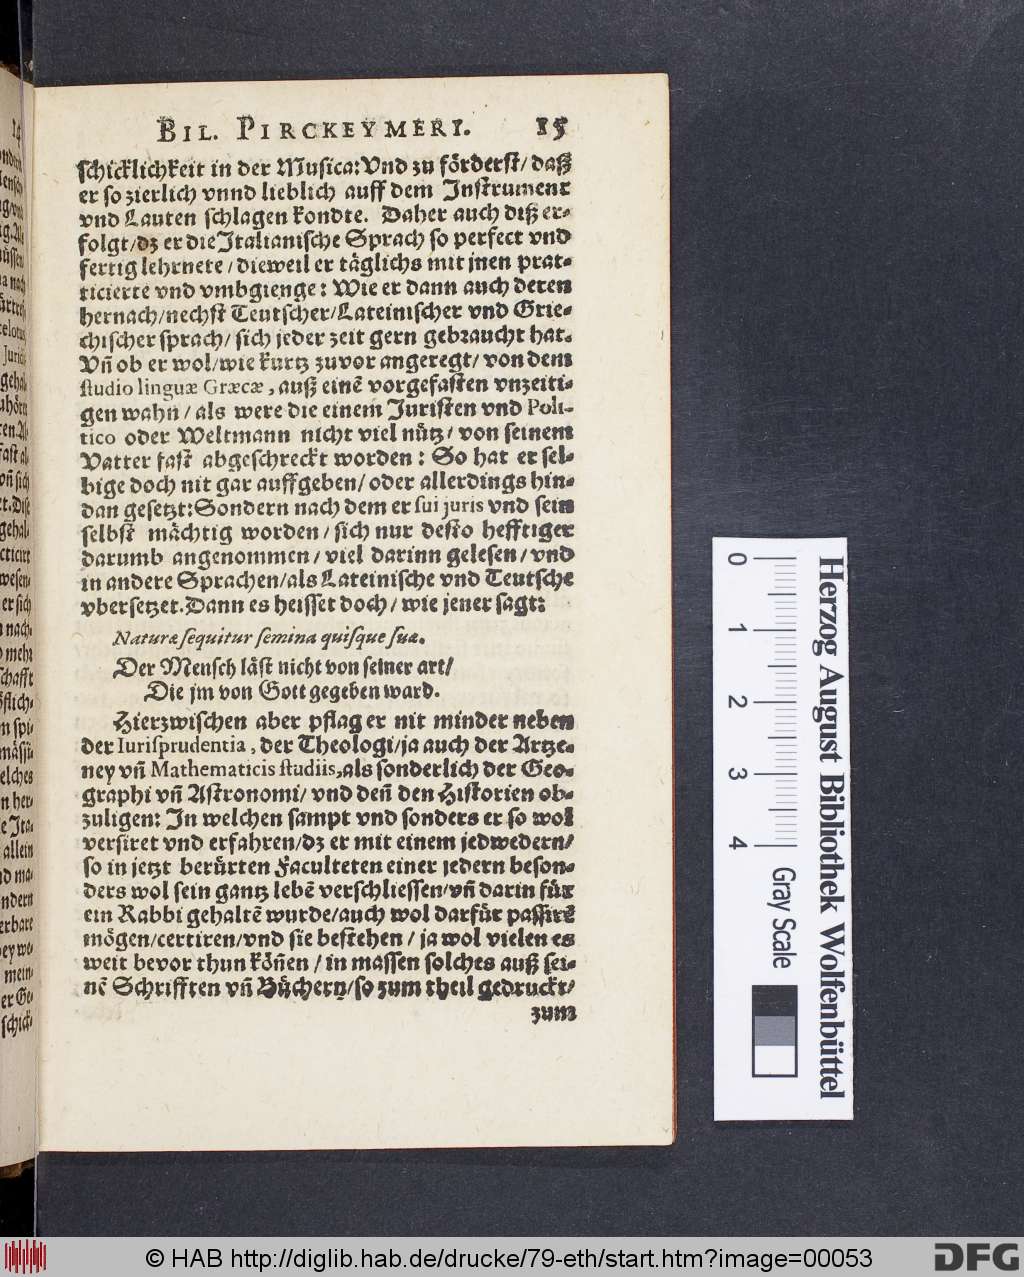 BIL. PIRCKEYMERI. 15
schicklichkeit in der Musica: Vnd zu förderst/ daß
er so zierlich vnnd lieblich auff dem Instrument
vnd Lauten schlagen kondte. Daher auch diß er-
folgt/dz er die Italianische Sprach so perfect vnd
fertig lehrnete / dieweil er täglichs mit jnen prat-
ticierte vnd vmbgienge: Wie er dann auch deren
hernach/nechst Teutscher/Lateinischer vnd Grie-
chischer sprach/ sich jeder zeit gern gebraucht hat.
Vñ ob er wol/wie kurtz zuvor angeregt/ von dem
studio linguæ Græcæ, auß einē vorgefasten vnzeiti-
gen wahn / als were die einem Juristen vnd Poli-
tico oder Weltmann nicht viel nütz/ von seinem
Vatter fast abgeschreckt worden: So hat er sel-
bige doch nit gar auffgeben/ oder allerdings hin-
dan gesetzt: Sondern nach dem er sui juris vnd sein
selbst mächtig worden / sich nur desto hefftiger
darumb angenommen / viel darinn gelesen / vnd
in andere Sprachen/als Lateinische vnd Teutsche
vbersetzet. Dann es heisset doch / wie jener sagt:
Naturæ sequitur semina quisque suæ.
Der Mensch läst nicht von seiner art/
Die jm von Gott gegeben ward.
Hierzwischen aber pflag er nit minder neben
der Iurisprudentia, der Theologi/ja auch der Artze-
ney vñ Mathematicis studiis, als sonderlich der Geo-
graphi vñ Astronomi/ vnd deñ den Historien ob-
zuligen: In welchen sampt vnd sonders er so wol
versiret vnd erfahren/dz er mit einem jedwedern/
so in jetzt berürten Faculteten einer jedern beson-
ders wol sein gantz lebē verschliessen/vñ darin für
ein Rabbi gehaltē wurde/auch wol darfür passirē
mögen/certiren/vnd sie bestehen / ja wol vielen es
weit bevor thun köñen / in massen solches auß sei-
nē Schrifften vñ Büchern/so zum theil gedruckt/
zum
0 1 2 3 4
Gray Scale
Herzog August Bibliothek Wolfenbüttel
© HAB http://diglib.hab.de/drucke/79-eth/start.htm?image=00053
DFG